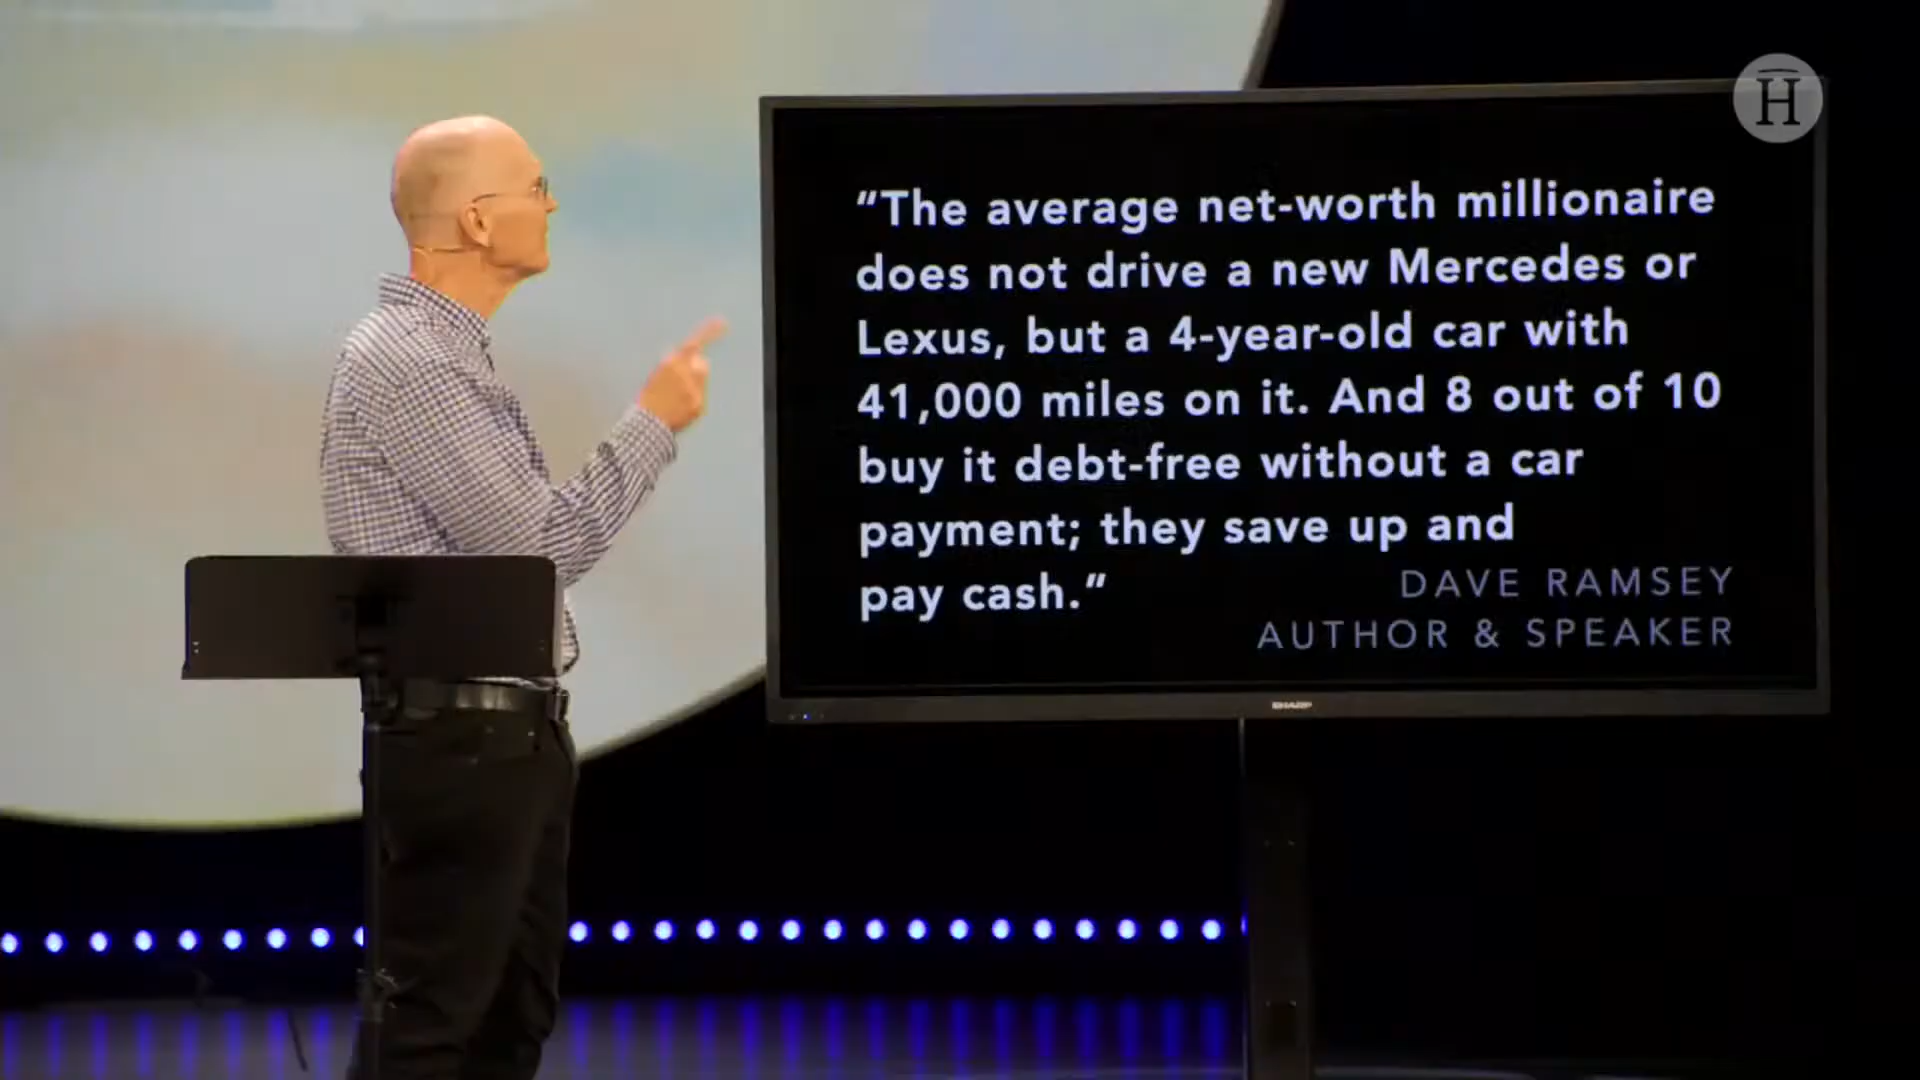 H
“The average net-worth millionaire
does not drive a new Mercedes or
Lexus, but a 4-year-old car with
41,000 miles on it. And 8 out of 10
buy it debt-free without a car
payment; they save up and
pay cash.”
DAVE RAMSEY
AUTHOR & SPEAKER
SHARP